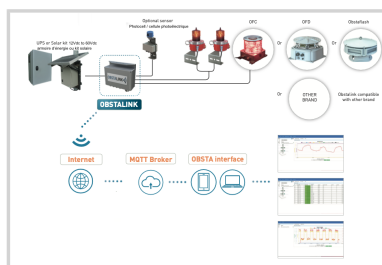 Optional sensor
Photocell / cellule photoélectrique
OFC
OFD
Obstaflash
UPS or Solar kit 12Vdc to 60Vdc
armoire d'énergie ou kit solaire
Or
Or
OBSTALINK
Or
OTHER
BRAND
Obstalink compatible
with other brand
Internet
MQTT Broker
OBSTA interface